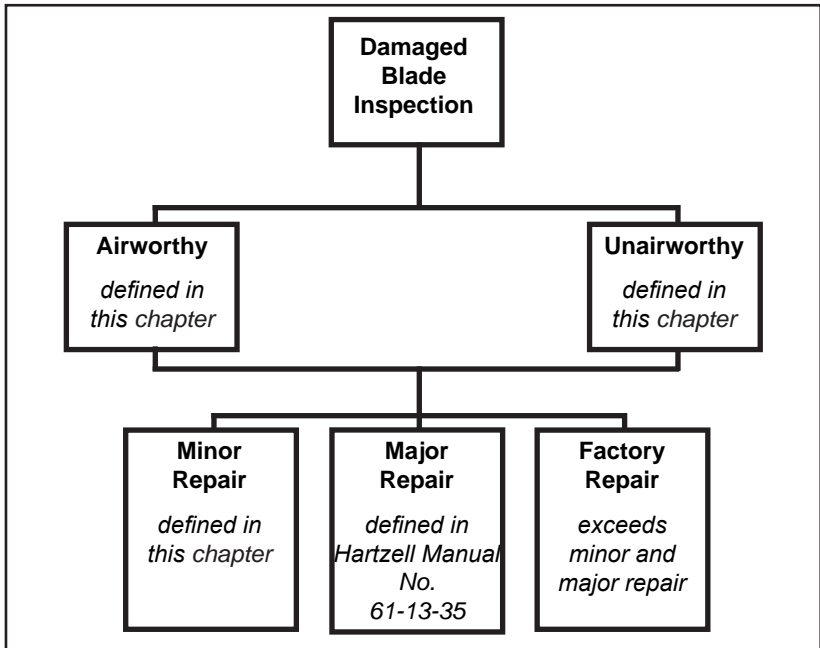 Damaged
Blade
Inspection
Airworthy
defined in
this chapter
Unairworthy
defined in
this chapter
Minor
Repair
defined in
this chapter
Major
Repair
defined in
Hartzell Manual
No.
61-13-35
Factory
Repair
exceeds
minor and
major repair